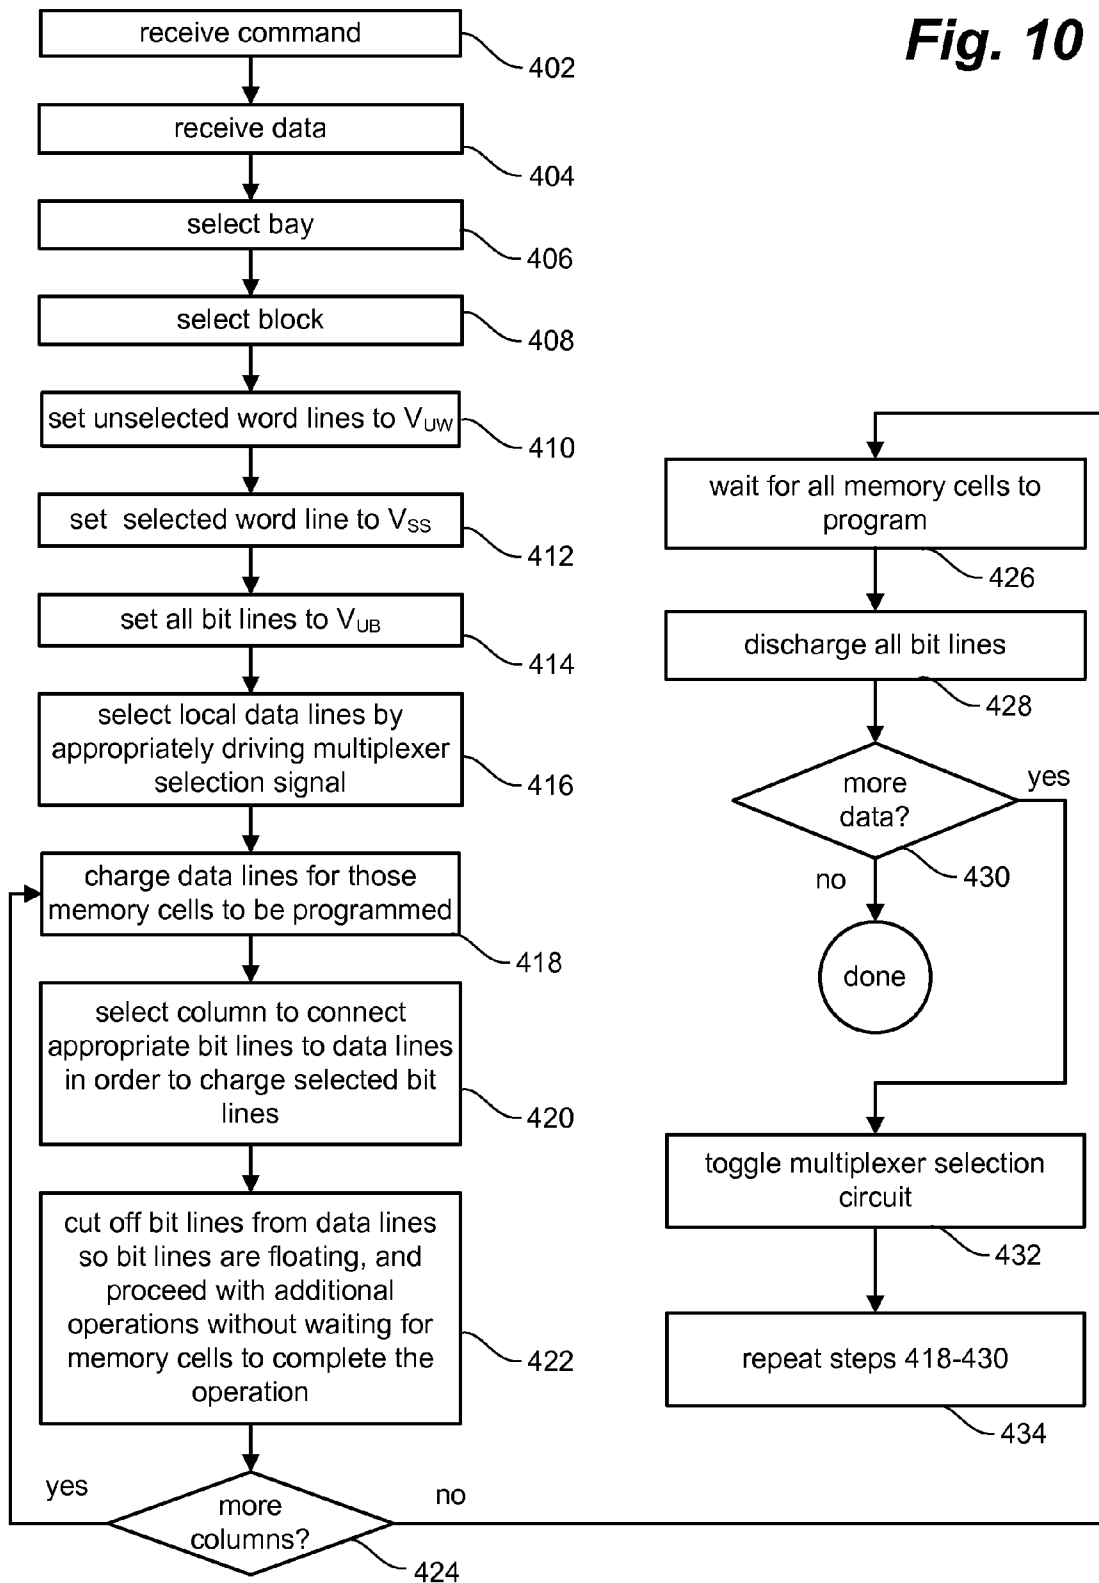 Fig. 10
receive command
402
receive data
404
select bay
406
select block
408
set unselected word lines to VUW
410
set selected word line to VSS
412
set all bit lines to VUB
414
select local data lines by
appropriately driving multiplexer
selection signal
416
charge data lines for those
memory cells to be programmed
418
select column to connect
appropriate bit lines to data lines
in order to charge selected bit
lines
420
cut off bit lines from data lines
so bit lines are floating, and
proceed with additional
operations without waiting for
memory cells to complete the
operation
422
yes
more
columns?
no
424
wait for all memory cells to
program
426
discharge all bit lines
428
more
data?
yes
430
no
done
toggle multiplexer selection
circuit
432
repeat steps 418-430
434